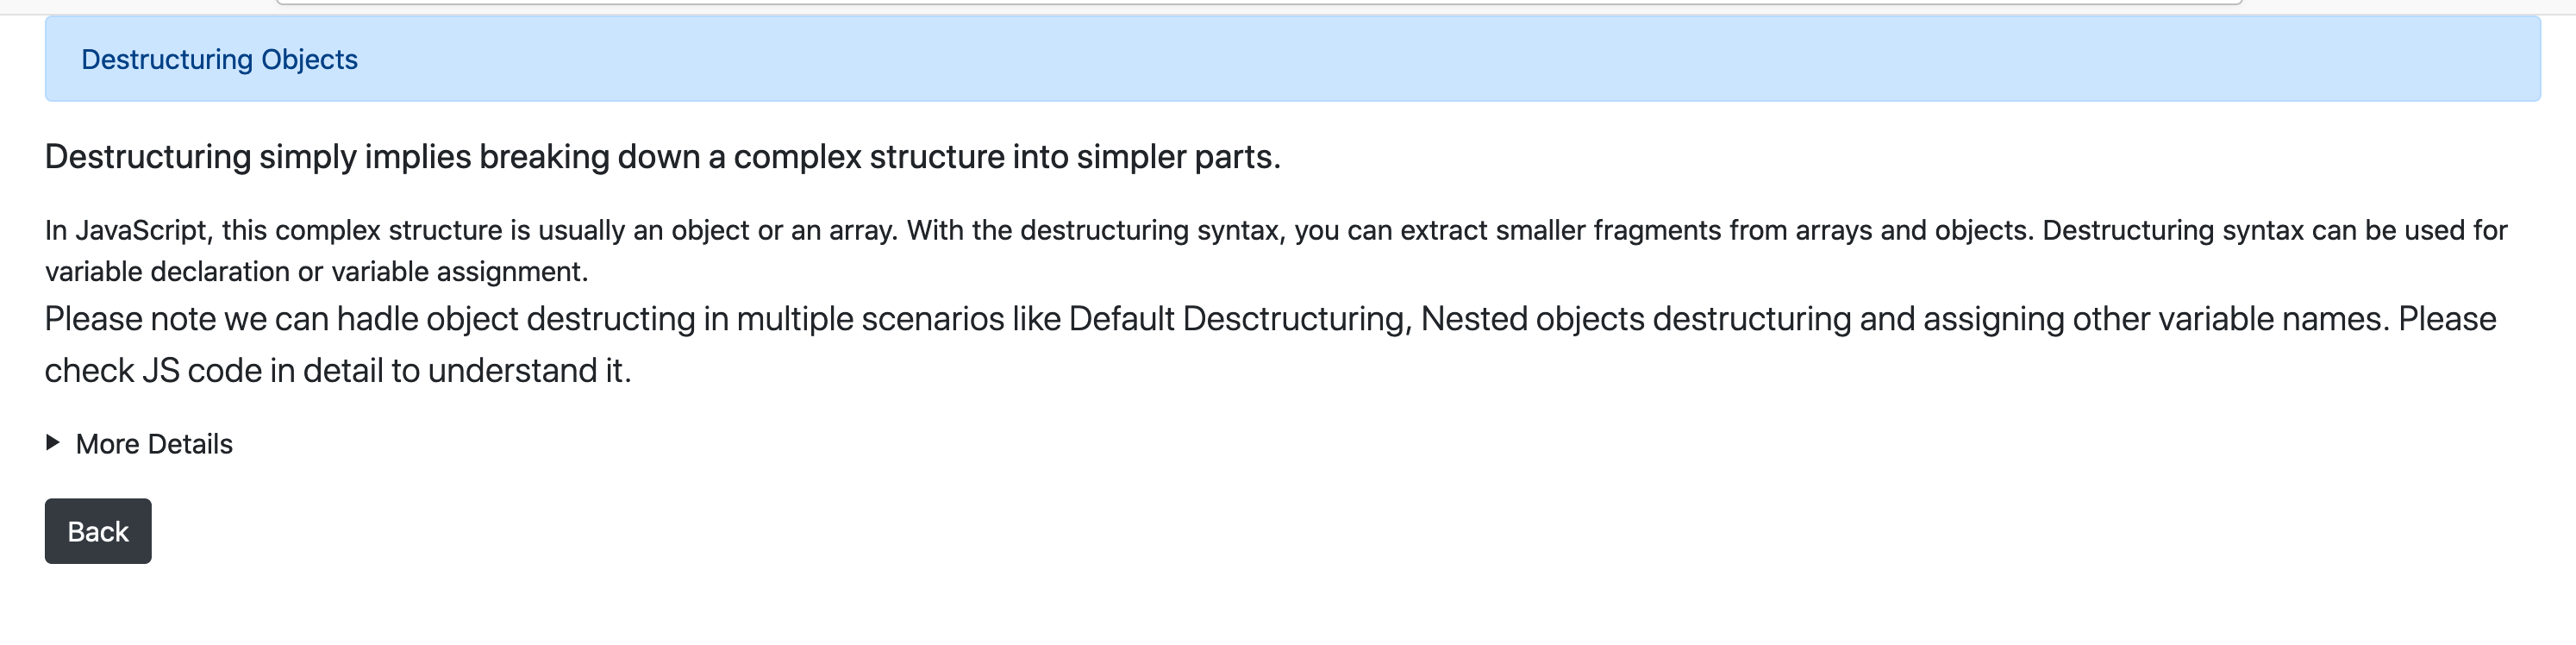 Destructuring Objects
Destructuring simply implies breaking down a complex structure into simpler parts.
In JavaScript, this complex structure is usually an object or an array. With the destructuring syntax, you can extract smaller fragments from arrays and objects. Destructuring syntax can be used for
variable declaration or variable assignment.
Please note we can hadle object destructing in multiple scenarios like Default Desctructuring, Nested objects destructuring and assigning other variable names. Please
check JS code in detail to understand it.
More Details
Back